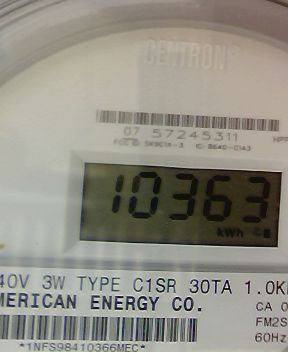 CENTRON®
07 57245311
10363
kWh
40V 3W TYPE C1SR 30TA 1.0K
MERICAN ENERGY CO.
CA 0
FM2S
60Hz
*1NFS98410366MEC*